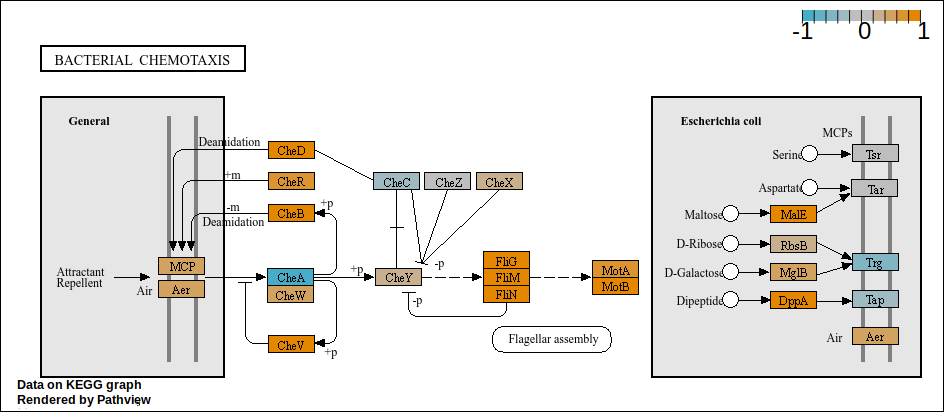 -1 0 1
BACTERIAL CHEMOTAXIS
General
Deamidation
CheD
+m
CheR
-m
CheB
+p
Deamidation
MCP
Attractant
Repellent
Air
Aer
CheA
CheW
+p
CheV
+p
CheC
CheZ
CheX
-p
CheY
-p
FliG
FliM
FliN
MotA
MotB
Flagellar assembly
Escherichia coli
MCPs
Serine
Tsr
Aspartate
Tar
Maltose
MalE
D-Ribose
RbsB
Trg
D-Galactose
MglB
Dipeptide
DppA
Tap
Air
Aer
Data on KEGG graph
Rendered by Pathview